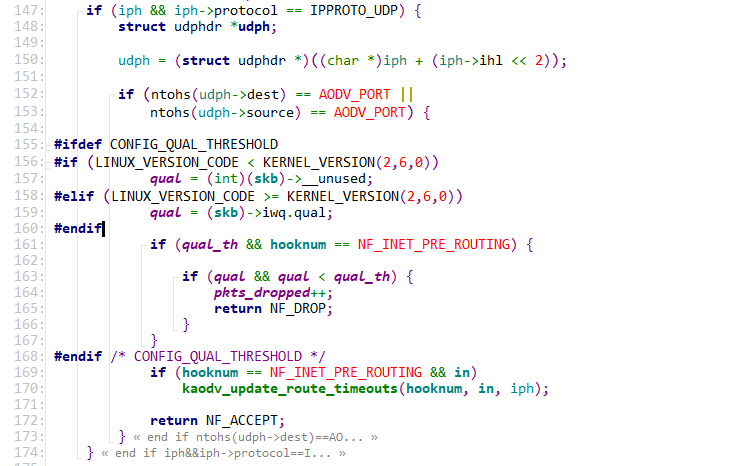 147: if (iph && iph->protocol == IPPROTO_UDP) {
148: struct udphdr *udph;
149:
150: udph = (struct udphdr *)((char *)iph + (iph->ihl << 2));
151:
152: if (ntohs(udph->dest) == AODV_PORT ||
153: ntohs(udph->source) == AODV_PORT) {
154:
155: #ifdef CONFIG_QUAL_THRESHOLD
156: #if (LINUX_VERSION_CODE < KERNEL_VERSION(2,6,0))
157: qual = (int)(skb)->__unused;
158: #elif (LINUX_VERSION_CODE >= KERNEL_VERSION(2,6,0))
159: qual = (skb)->iwq.qual;
160: #endif
161: if (qual_th && hooknum == NF_INET_PRE_ROUTING) {
162:
163: if (qual && qual < qual_th) {
164: pkts_dropped++;
165: return NF_DROP;
166: }
167: }
168: #endif /* CONFIG_QUAL_THRESHOLD */
169: if (hooknum == NF_INET_PRE_ROUTING && in)
170: kaodv_update_route_timeouts(hooknum, in, iph);
171:
172: return NF_ACCEPT;
173: } « end if ntohs(udph->dest)==AO... »
174: } « end if iph&&iph->protocol==I... »